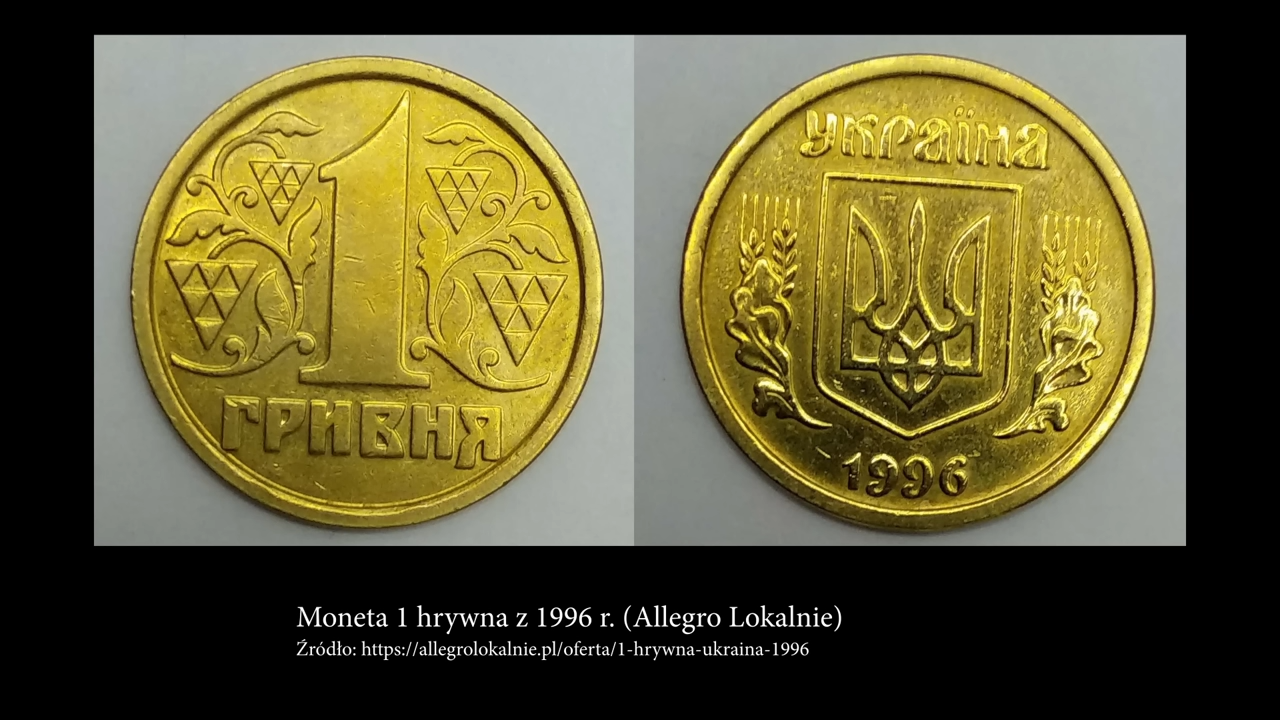 1
ГРИВНЯ
УКРАЇНА
1996
Moneta 1 hrywna z 1996 r. (Allegro Lokalnie)
Źródło: https://allegrolokalnie.pl/oferta/1-hrywna-ukraina-1996